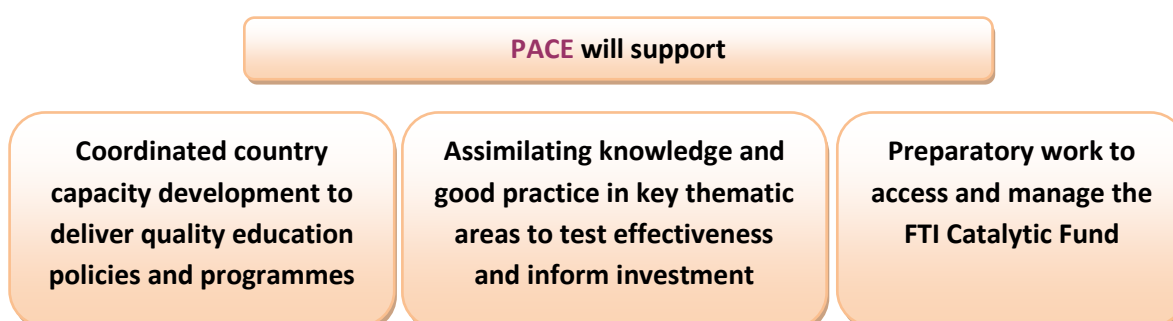 PACE will support
Coordinated country
capacity development to
deliver quality education
policies and programmes
Assimilating knowledge and
good practice in key thematic
areas to test effectiveness
and inform investment
Preparatory work to
access and manage the
FTI Catalytic Fund